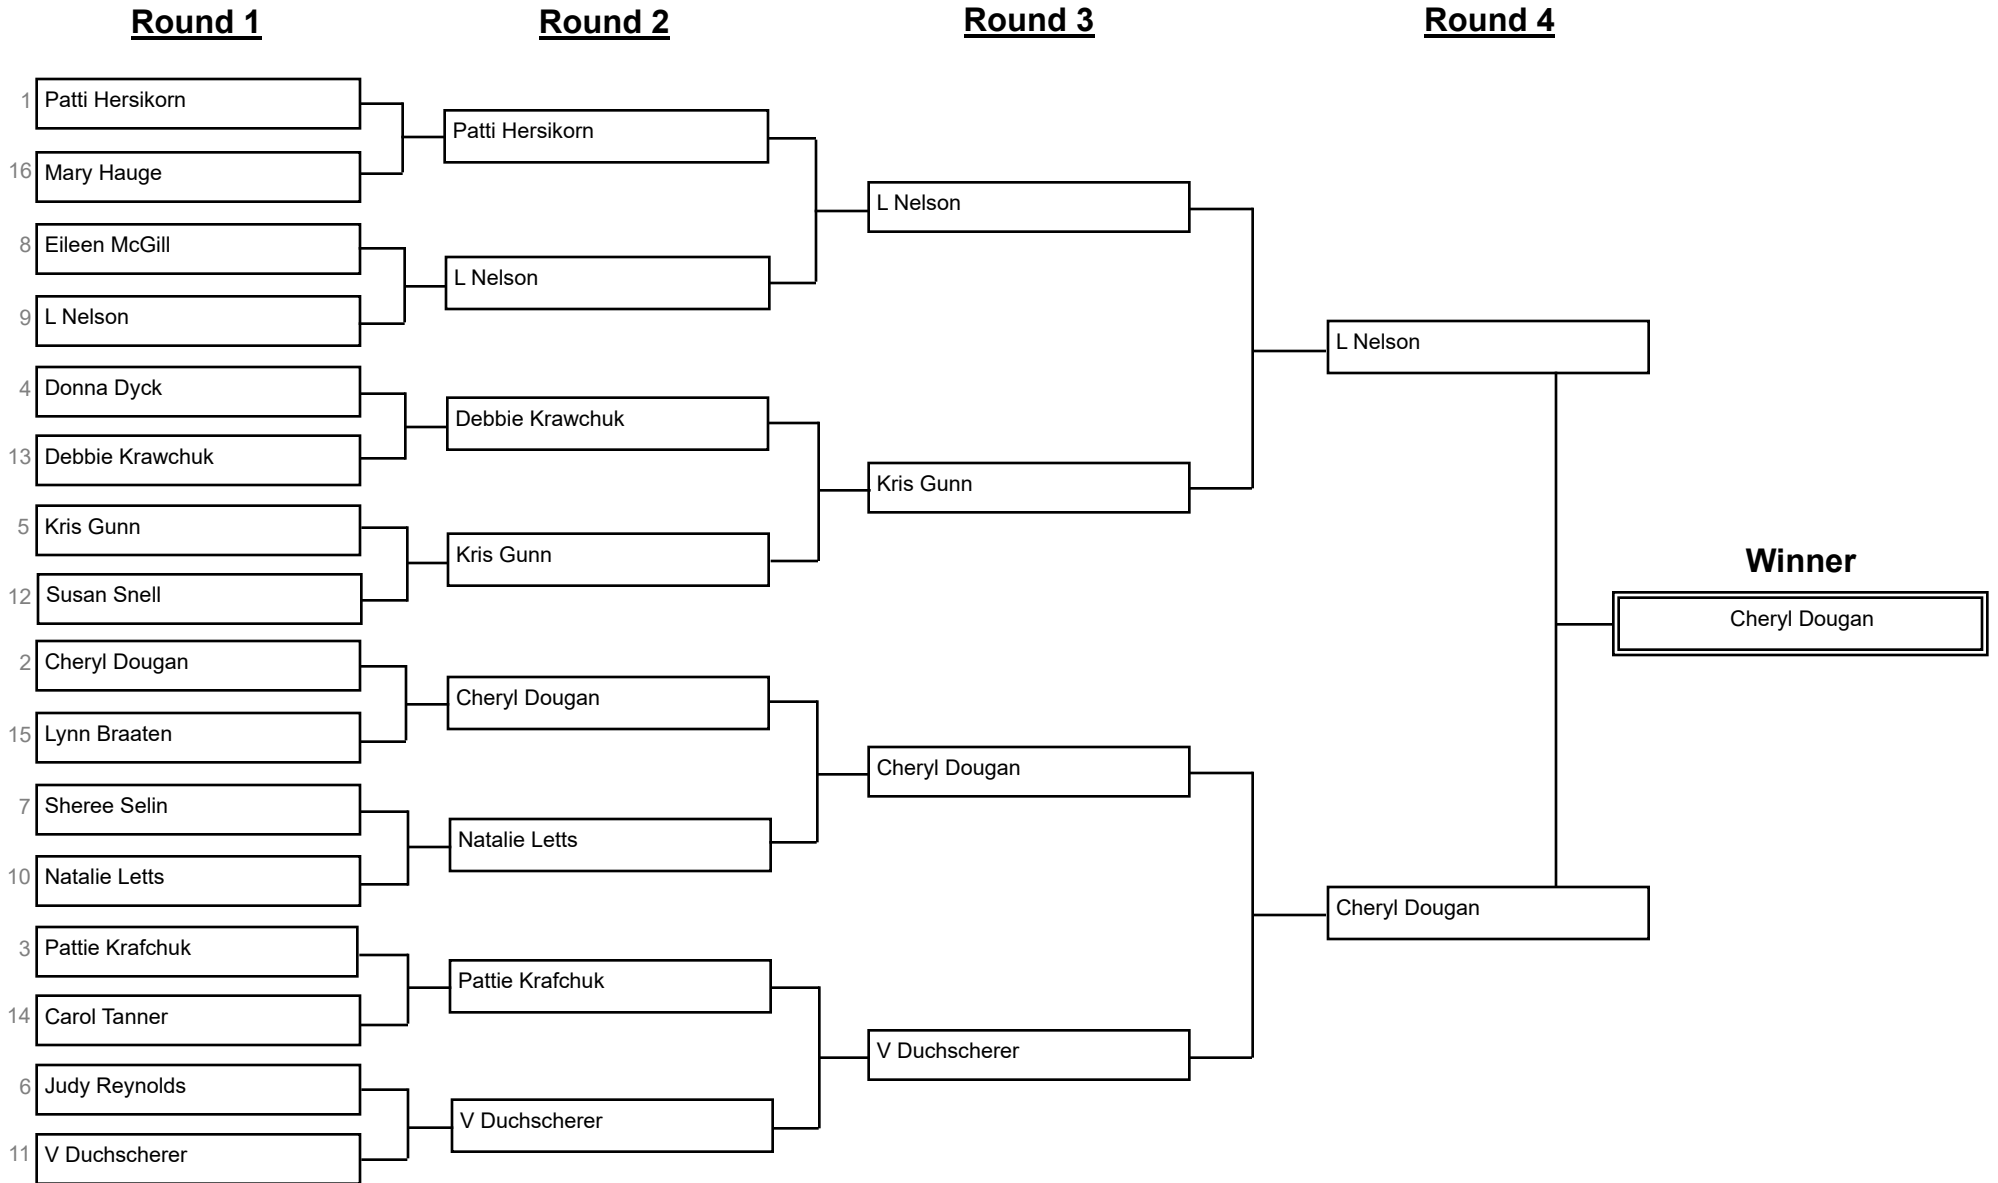 Round 1
Round 2
Round 3
Round 4
1 Patti Hersikorn
16 Mary Hauge
8 Eileen McGill
9 L Nelson
4 Donna Dyck
13 Debbie Krawchuk
5 Kris Gunn
12 Susan Snell
2 Cheryl Dougan
15 Lynn Braaten
7 Sheree Selin
10 Natalie Letts
3 Pattie Krafchuk
14 Carol Tanner
6 Judy Reynolds
11 V Duchscherer
Patti Hersikorn
L Nelson
Debbie Krawchuk
Kris Gunn
Cheryl Dougan
Natalie Letts
Pattie Krafchuk
V Duchscherer
L Nelson
Kris Gunn
Cheryl Dougan
V Duchscherer
L Nelson
Cheryl Dougan
Winner
Cheryl Dougan